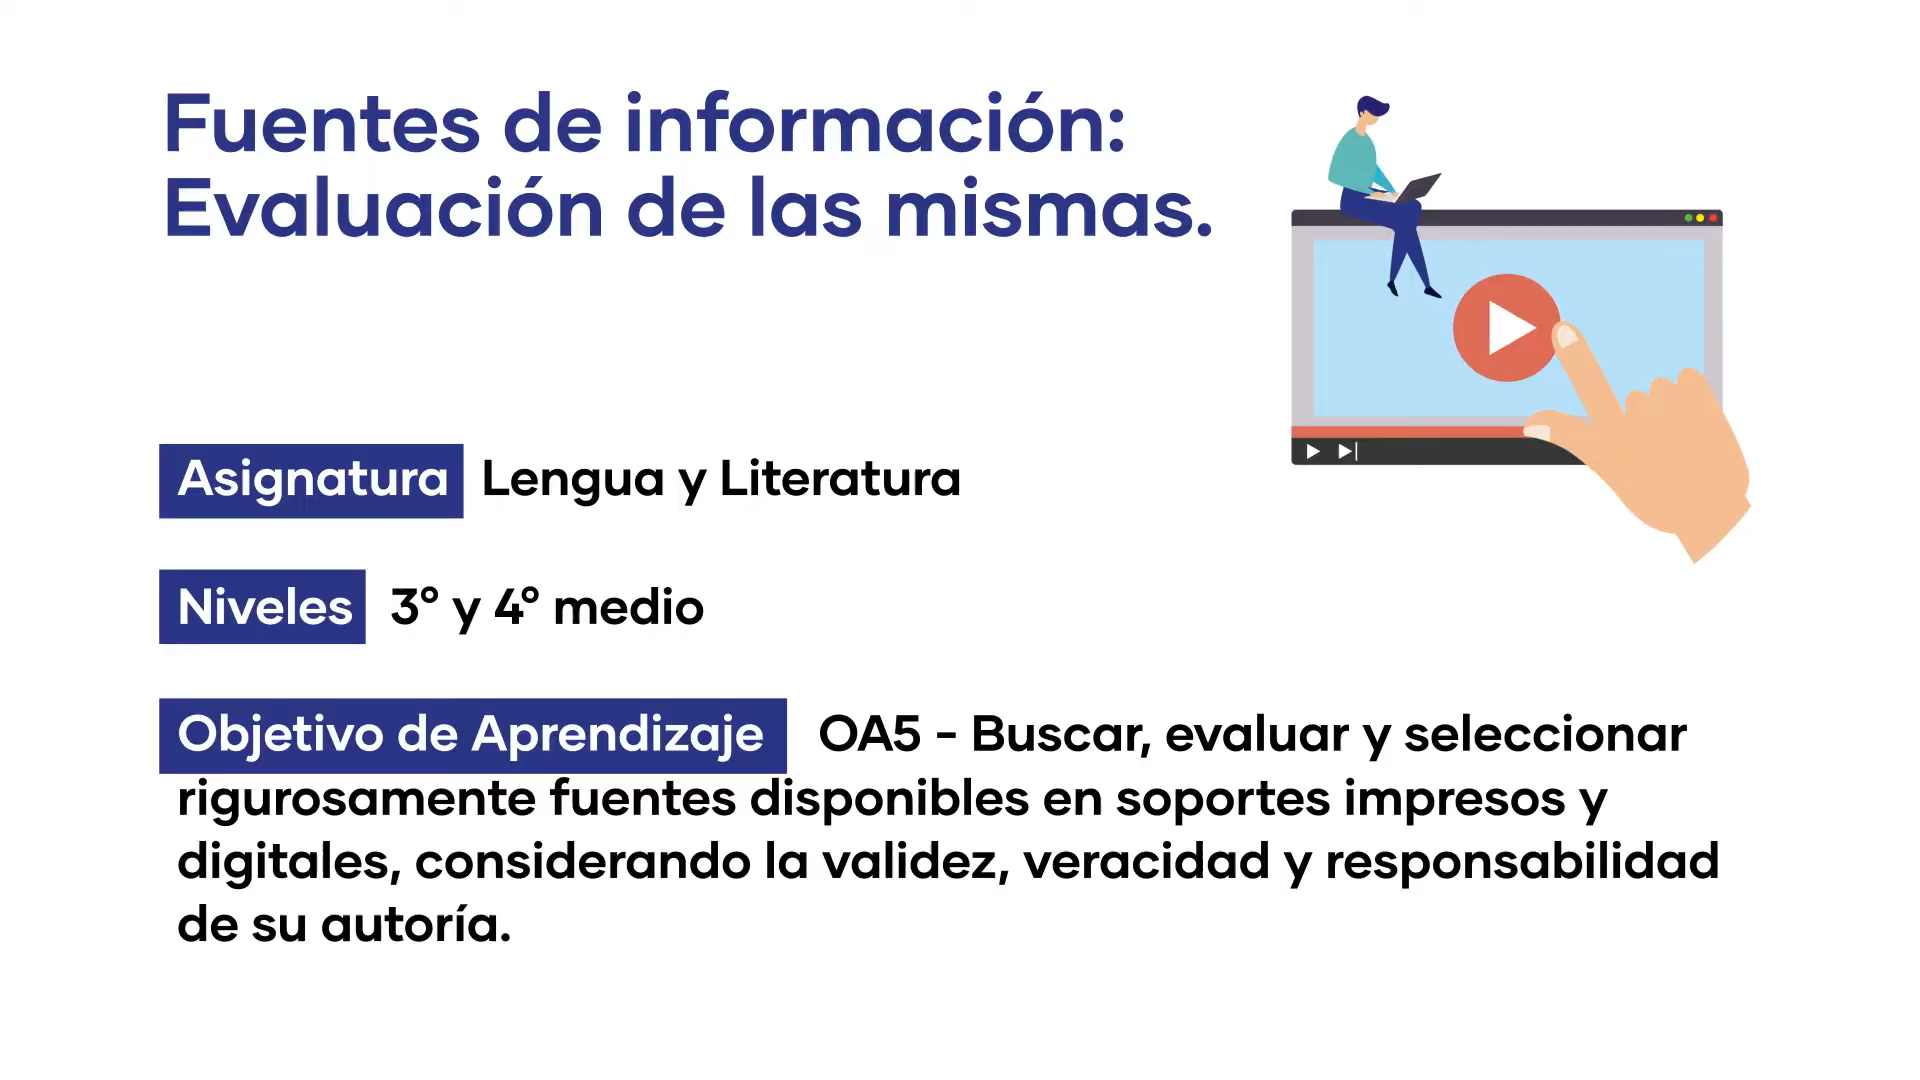 Fuentes de información:
Evaluación de las mismas.
Asignatura Lengua y Literatura
Niveles 3° y 4° medio
Objetivo de Aprendizaje OA5 - Buscar, evaluar y seleccionar
rigurosamente fuentes disponibles en soportes impresos y
digitales, considerando la validez, veracidad y responsabilidad
de su autoría.